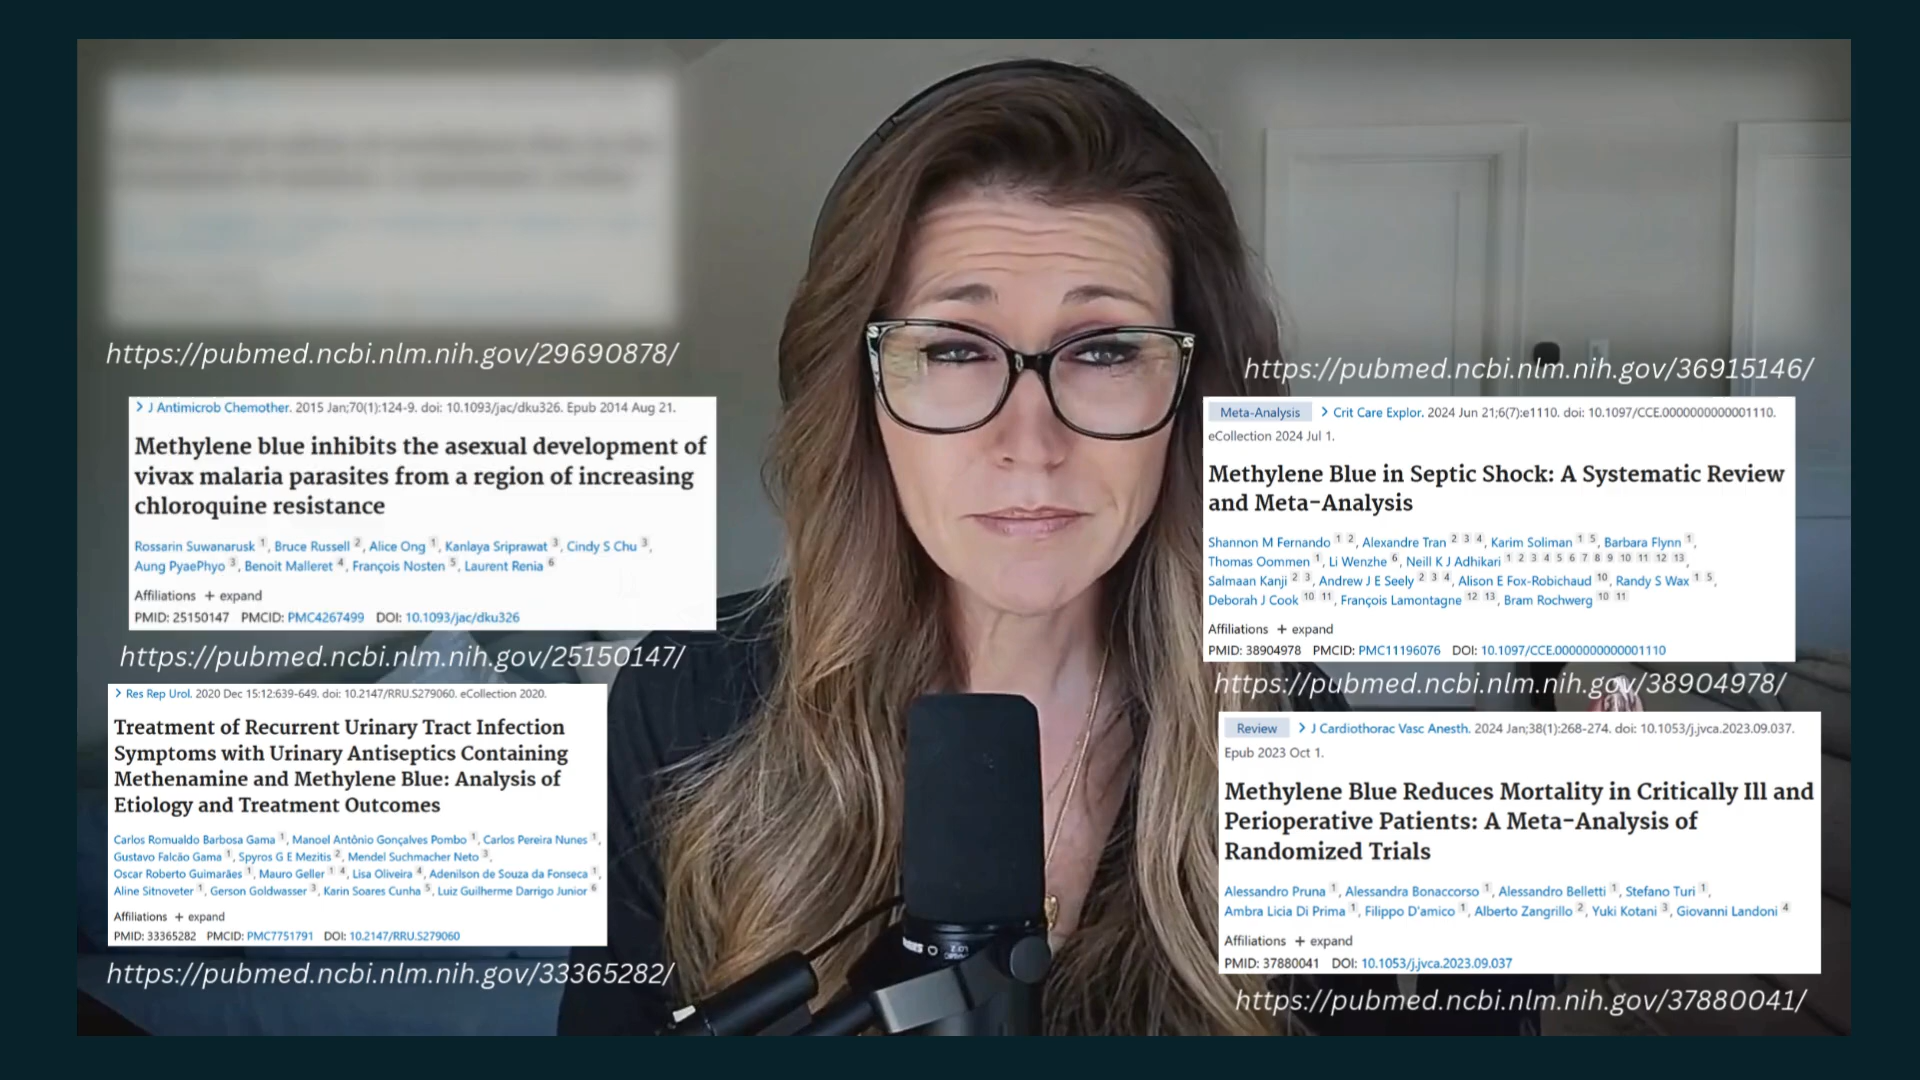 https://pubmed.ncbi.nlm.nih.gov/29690878/
> J Antimicrob Chemother. 2015 Jan;70(1):124-9. doi: 10.1093/jac/dku326. Epub 2014 Aug 21.
Methylene blue inhibits the asexual development of
vivax malaria parasites from a region of increasing
chloroquine resistance
Rossarin Suwanarusk 1, Bruce Russell 2, Alice Ong 1, Kanlaya Sriprawat 3, Cindy S Chu 3,
Aung PyaePhyo 3, Benoit Malleret 4, François Nosten 5, Laurent Renia 6
Affiliations + expand
PMID: 25150147 PMCID: PMC4267499 DOI: 10.1093/jac/dku326
https://pubmed.ncbi.nlm.nih.gov/25150147/
> Res Rep Urol. 2020 Dec 15:12:639-649. doi: 10.2147/RRU.S279060. eCollection 2020.
Treatment of Recurrent Urinary Tract Infection
Symptoms with Urinary Antiseptics Containing
Methenamine and Methylene Blue: Analysis of
Etiology and Treatment Outcomes
Carlos Romualdo Barbosa Gama 1, Manoel Antônio Gonçalves Pombo 1, Carlos Pereira Nunes 1,
Gustavo Falcão Gama 1, Spyros G E Mezitis 2, Mendel Suchmacher Neto 3,
Oscar Roberto Guimarães 1, Mauro Geller 1 4, Lisa Oliveira 4, Adenilson de Souza da Fonseca 1,
Aline Sitnoveter 1, Gerson Goldwasser 3, Karin Soares Cunha 5, Luiz Guilherme Darrigo Junior 6
Affiliations + expand
PMID: 33365282 PMCID: PMC7751791 DOI: 10.2147/RRU.S279060
https://pubmed.ncbi.nlm.nih.gov/33365282/
https://pubmed.ncbi.nlm.nih.gov/36915146/
Meta-Analysis > Crit Care Explor. 2024 Jun 21;6(7):e1110. doi: 10.1097/CCE.0000000000001110.
eCollection 2024 Jul 1.
Methylene Blue in Septic Shock: A Systematic Review
and Meta-Analysis
Shannon M Fernando 1 2, Alexandre Tran 2 3 4, Karim Soliman 1 5, Barbara Flynn 1,
Thomas Oommen 1, Li Wenzhe 6, Neill K J Adhikari 1 2 3 4 5 6 7 8 9 10 11 12 13,
Salmaan Kanji 2 3, Andrew J E Seely 2 3 4, Alison E Fox-Robichaud 10, Randy S Wax 1 5,
Deborah J Cook 10 11, François Lamontagne 12 13, Bram Rochwerg 10 11
Affiliations + expand
PMID: 38904978 PMCID: PMC11196076 DOI: 10.1097/CCE.0000000000001110
https://pubmed.ncbi.nlm.nih.gov/38904978/
Review > J Cardiothorac Vasc Anesth. 2024 Jan;38(1):268-274. doi: 10.1053/j.jvca.2023.09.037.
Epub 2023 Oct 1.
Methylene Blue Reduces Mortality in Critically Ill and
Perioperative Patients: A Meta-Analysis of
Randomized Trials
Alessandro Pruna 1, Alessandra Bonaccorso 1, Alessandro Belletti 1, Stefano Turi 1,
Ambra Licia Di Prima 1, Filippo D'amico 1, Alberto Zangrillo 2, Yuki Kotani 3, Giovanni Landoni 4
Affiliations + expand
PMID: 37880041 DOI: 10.1053/j.jvca.2023.09.037
https://pubmed.ncbi.nlm.nih.gov/37880041/